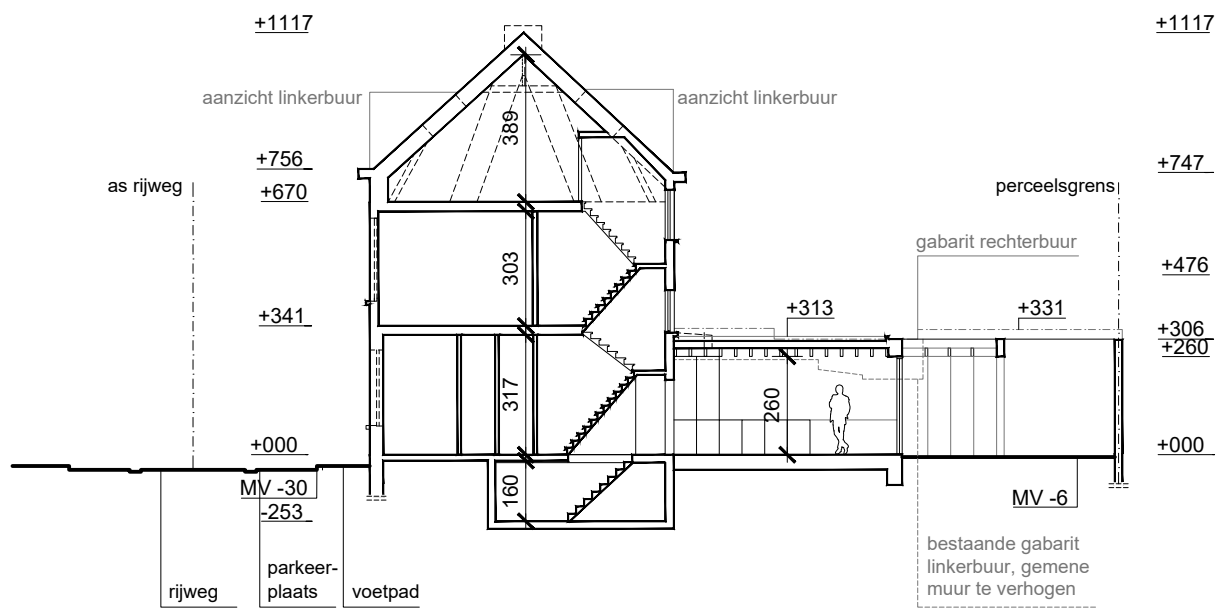 +1117
+1117
aanzicht linkerbuur
aanzicht linkerbuur
389
+756
+747
as rijweg
+670
perceelsgrens
gabarit rechterbuur
303
+476
+341
+313
+331
+306
+260
317
260
+000
+000
MV -30
160
MV -6
-253
bestaande gabarit
linkerbuur, gemene
muur te verhogen
rijweg
parkeer-
plaats
voetpad